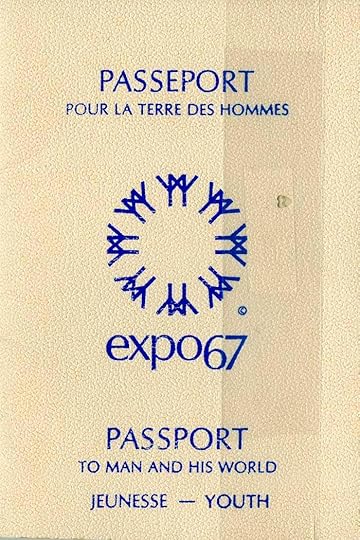 PASSEPORT
POUR LA TERRE DES HOMMES
©
expo67
PASSPORT
TO MAN AND HIS WORLD
JEUNESSE — YOUTH